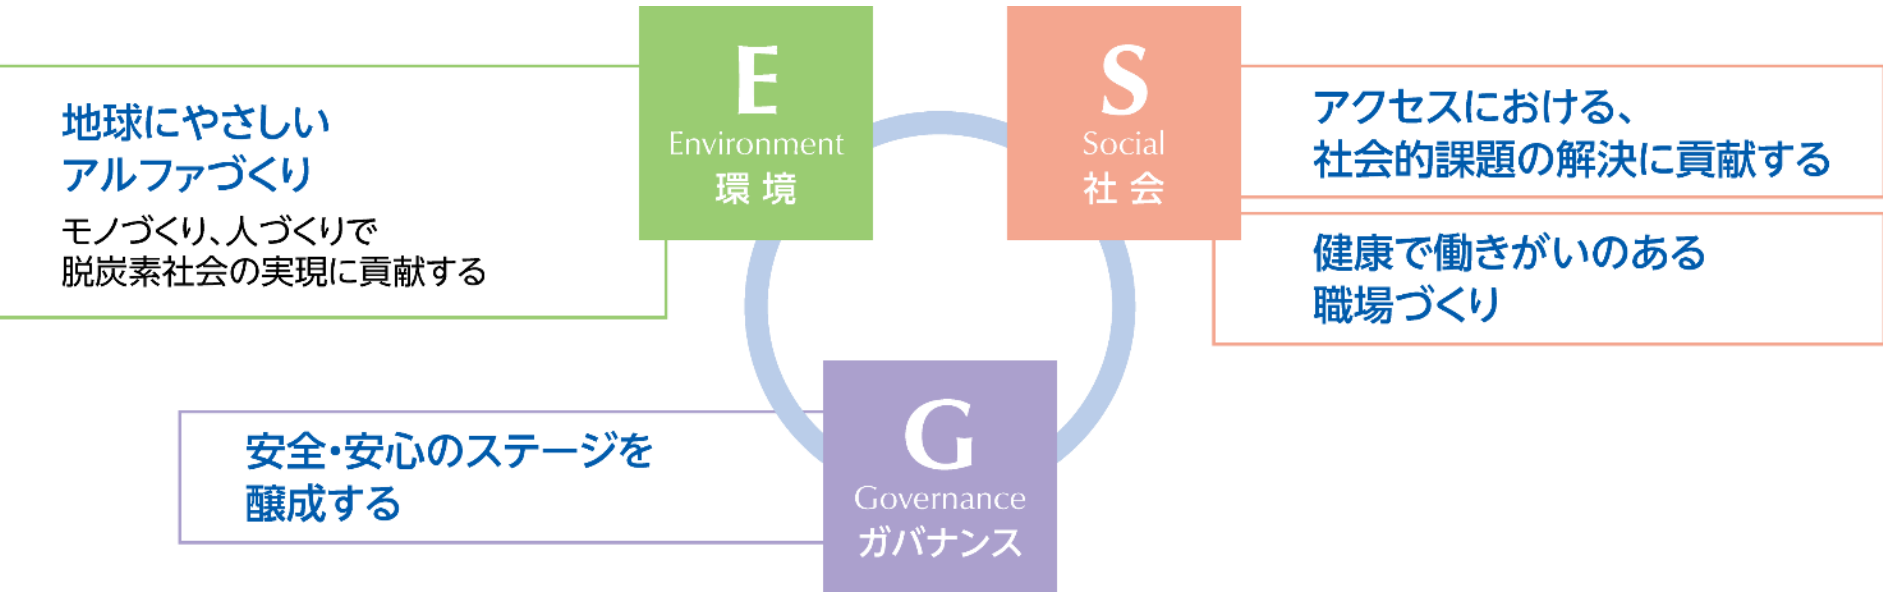 E
Environment
環 境
地球にやさしい
アルファづくり
モノづくり、人づくりで
脱炭素社会の実現に貢献する
S
Social
社 会
アクセスにおける、
社会的課題の解決に貢献する
健康で働きがいのある
職場づくり
G
Governance
ガバナンス
安全・安心のステージを
醸成する